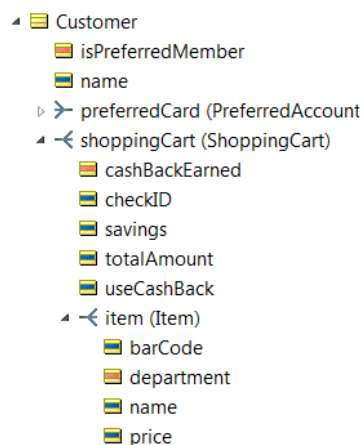 Customer
isPreferredMember
name
preferredCard (PreferredAccount
shoppingCart (ShoppingCart)
cashBackEarned
checkID
savings
totalAmount
useCashBack
item (Item)
barCode
department
name
price